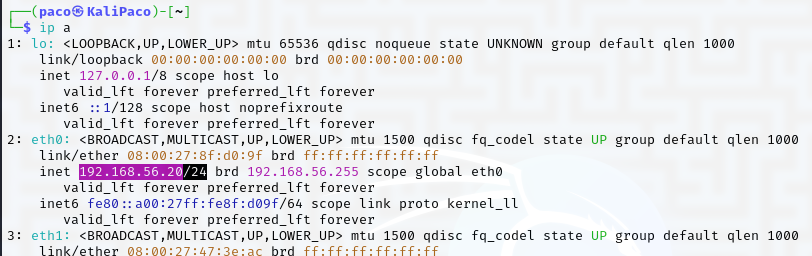 ┌──(paco㉿KaliPaco)-[~]
└─$ ip a
1: lo: <LOOPBACK,UP,LOWER_UP> mtu 65536 qdisc noqueue state UNKNOWN group default qlen 1000
    link/loopback 00:00:00:00:00:00 brd 00:00:00:00:00:00
    inet 127.0.0.1/8 scope host lo
       valid_lft forever preferred_lft forever
    inet6 ::1/128 scope host noprefixroute
       valid_lft forever preferred_lft forever
2: eth0: <BROADCAST,MULTICAST,UP,LOWER_UP> mtu 1500 qdisc fq_codel state UP group default qlen 1000
    link/ether 08:00:27:8f:d0:9f brd ff:ff:ff:ff:ff:ff
    inet 192.168.56.20/24 brd 192.168.56.255 scope global eth0
       valid_lft forever preferred_lft forever
    inet6 fe80::a00:27ff:fe8f:d09f/64 scope link proto kernel_ll
       valid_lft forever preferred_lft forever
3: eth1: <BROADCAST,MULTICAST,UP,LOWER_UP> mtu 1500 qdisc fq_codel state UP group default qlen 1000
    link/ether 08:00:27:47:3e:ac brd ff:ff:ff:ff:ff:ff